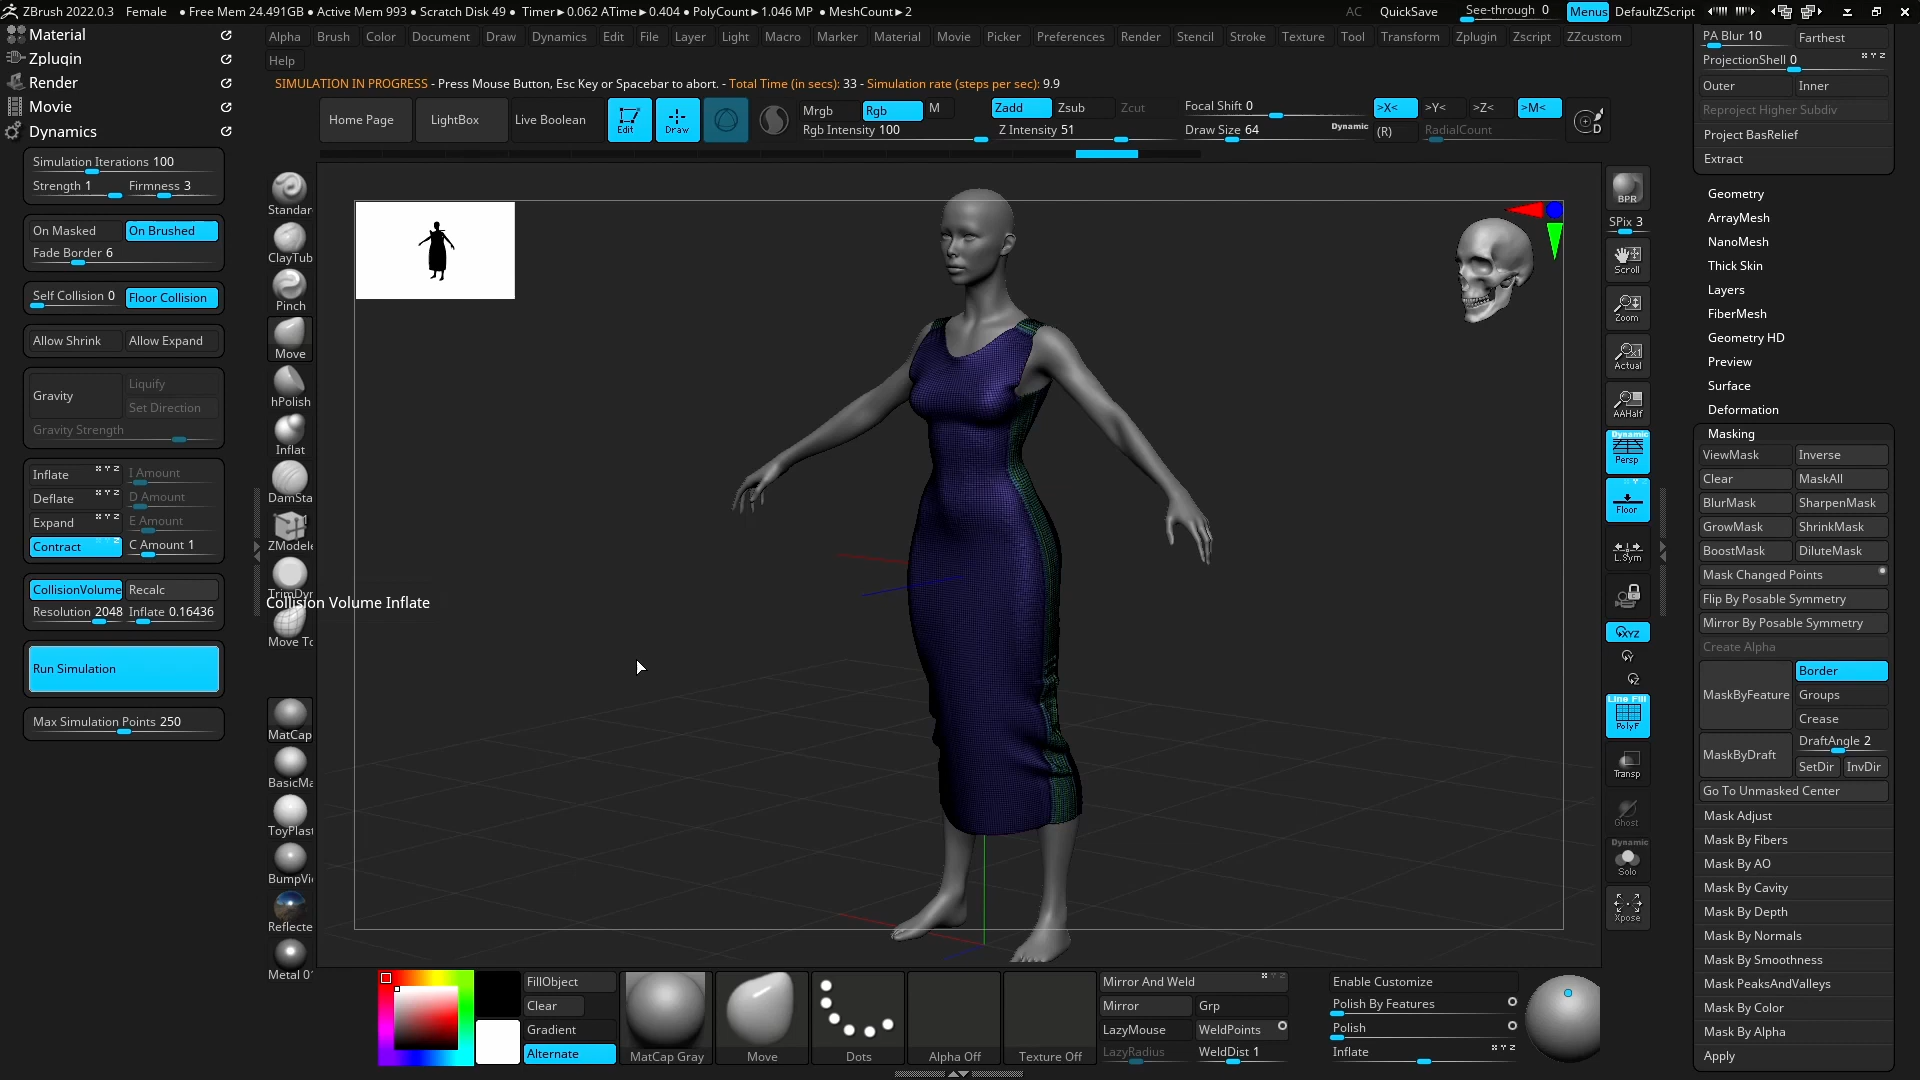 ZBrush 2022.0.3 Female ● Free Mem 24.491GB ● Active Mem 993 ● Scratch Disk 49 ● Timer▶0.062 ATime▶0.404 ● PolyCount▶1.046 MP ● MeshCount▶2
AC QuickSave See-through 0 Menus DefaultZScript
Material
Zplugin
Render
Movie
Dynamics
Simulation Iterations 100
Strength 1 Firmness 3
On Masked On Brushed
Fade Border 6
Self Collision 0 Floor Collision
Allow Shrink Allow Expand
Gravity Liquify
Set Direction
Gravity Strength
Inflate X Y Z I Amount
Deflate X Y Z D Amount
Expand X Y Z E Amount
Contract C Amount 1
CollisionVolume Recalc
Resolution 2048 Inflate 0.16436
Run Simulation
Max Simulation Points 250
Alpha Brush Color Document Draw Dynamics Edit File Layer Light Macro Marker Material Movie Picker Preferences Render Stencil Stroke Texture Tool Transform Zplugin Zscript ZZcustom
Help
SIMULATION IN PROGRESS - Press Mouse Button, Esc Key or Spacebar to abort. - Total Time (in secs): 33 - Simulation rate (steps per sec): 9.9
Home Page LightBox Live Boolean Edit Draw
Mrgb Rgb M
Rgb Intensity 100
Zadd Zsub Zcut
Z Intensity 51
Focal Shift 0
Draw Size 64 Dynamic
>X< >Y< >Z< >M<
(R) RadialCount
D
Standar
ClayTub
Pinch
Move
hPolish
Inflat
DamSta
ZModele
TrimDyn
Collision Volume Inflate
Move To
MatCap
BasicMa
ToyPlast
BumpVi
Reflecte
Metal 01
BPR
SPix 3
Scroll
Zoom
Actual
AAHalf
Dynamic
Persp
Floor
L.Sym
XYZ
Y
Z
Line Fill
PolyF
Transp
Ghost
Dynamic
Solo
Xpose
PA Blur 10 Farthest
ProjectionShell 0 X Y Z
Outer Inner
Reproject Higher Subdiv
Project BasRelief
Extract
Geometry
ArrayMesh
NanoMesh
Thick Skin
Layers
FiberMesh
Geometry HD
Preview
Surface
Deformation
Masking
ViewMask Inverse
Clear MaskAll
BlurMask SharpenMask
GrowMask ShrinkMask
BoostMask DiluteMask
Mask Changed Points
Flip By Posable Symmetry
Mirror By Posable Symmetry
Create Alpha
MaskByFeature Border
Groups
Crease
MaskByDraft DraftAngle 2
SetDir InvDir
Go To Unmasked Center
Mask Adjust
Mask By Fibers
Mask By AO
Mask By Cavity
Mask By Depth
Mask By Normals
Mask By Smoothness
Mask PeaksAndValleys
Mask By Color
Mask By Alpha
Apply
FillObject
Clear
Gradient
Alternate
MatCap Gray Move Dots Alpha Off Texture Off
Mirror And Weld
Mirror Grp
LazyMouse WeldPoints
LazyRadius WeldDist 1
Enable Customize
Polish By Features
Polish
Inflate X Y Z